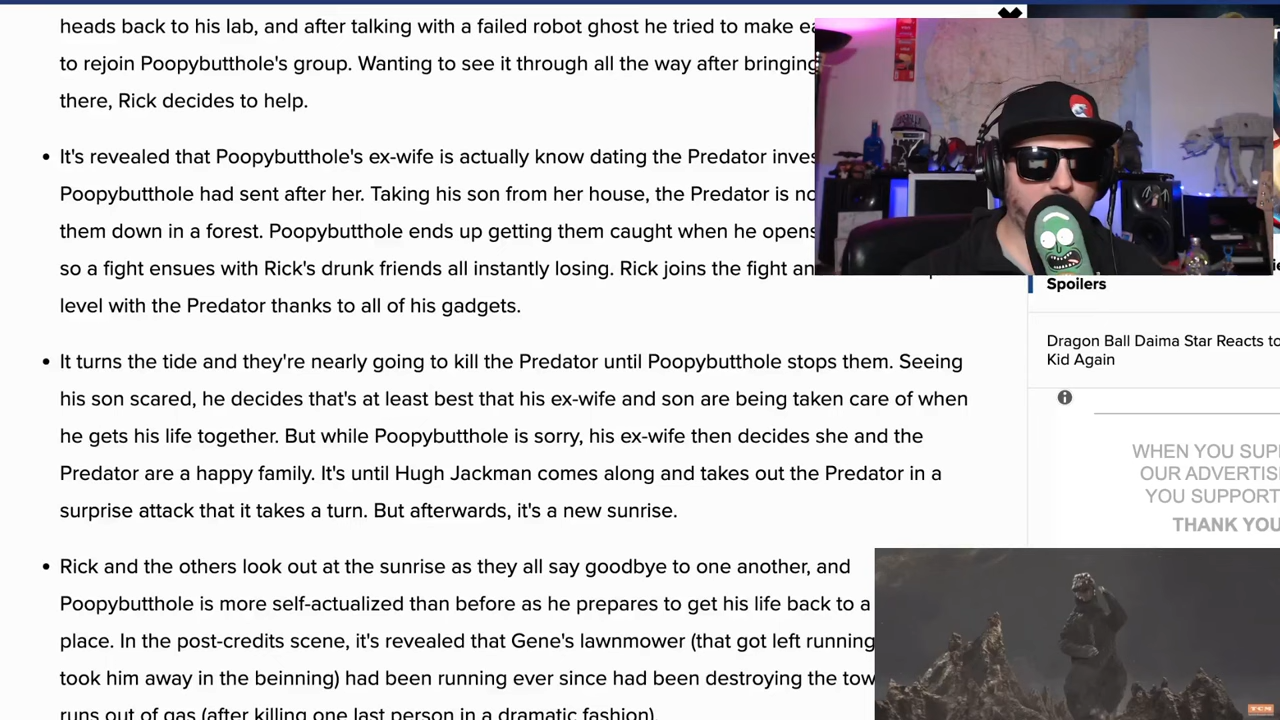 heads back to his lab, and after talking with a failed robot ghost he tried to make
to rejoin Poopybutthole's group. Wanting to see it through all the way after bringing
there, Rick decides to help.
It's revealed that Poopybutthole's ex-wife is actually know dating the Predator
Poopybutthole had sent after her. Taking his son from her house, the Predator is
them down in a forest. Poopybutthole ends up getting them caught when he opens
so a fight ensues with Rick's drunk friends all instantly losing. Rick joins the fight
level with the Predator thanks to all of his gadgets.
It turns the tide and they're nearly going to kill the Predator until Poopybutthole stops them. Seeing
his son scared, he decides that's at least best that his ex-wife and son are being taken care of when
he gets his life together. But while Poopybutthole is sorry, his ex-wife then decides she and the
Predator are a happy family. It's until Hugh Jackman comes along and takes out the Predator in a
surprise attack that it takes a turn. But afterwards, it's a new sunrise.
Rick and the others look out at the sunrise as they all say goodbye to one another, and
Poopybutthole is more self-actualized than before as he prepares to get his life back to a
place. In the post-credits scene, it's revealed that Gene's lawnmower (that got left running
took him away in the beinning) had been running ever since had been destroying the
runs out of gas (after killing one last person in a dramatic fashion).
Spoilers
Dragon Ball Daima Star Reacts to
Kid Again
WHEN YOU
OUR
YOU SUPPORT
THANK YOU
TCM